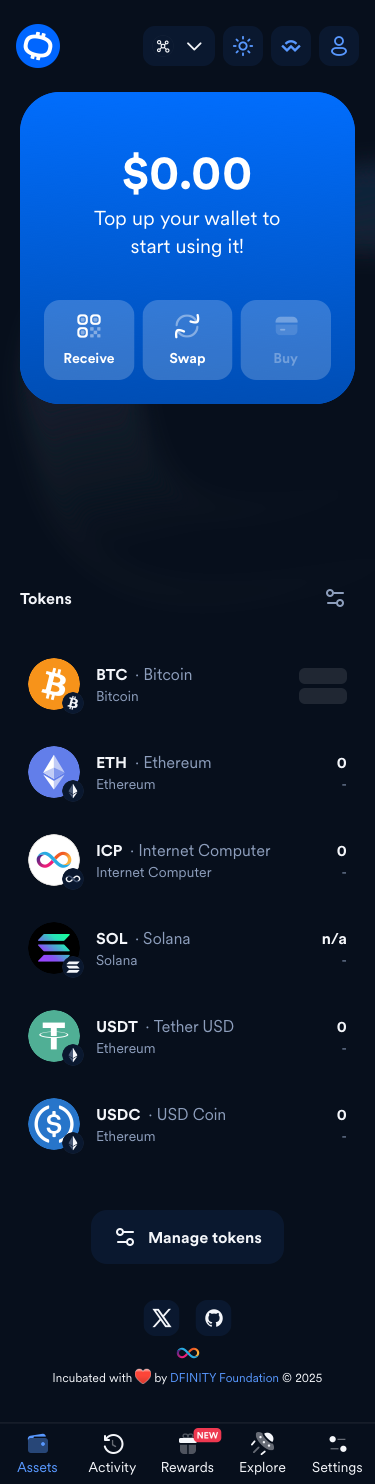 $0.00
Top up your wallet to
start using it!
Receive
Swap
Buy
Tokens
BTC · Bitcoin
Bitcoin
ETH · Ethereum
0
Ethereum
-
ICP · Internet Computer
0
Internet Computer
-
SOL · Solana
n/a
Solana
-
USDT · Tether USD
0
Ethereum
-
USDC · USD Coin
0
Ethereum
-
Manage tokens
Incubated with ❤️ by DFINITY Foundation © 2025
NEW
Assets
Activity
Rewards
Explore
Settings